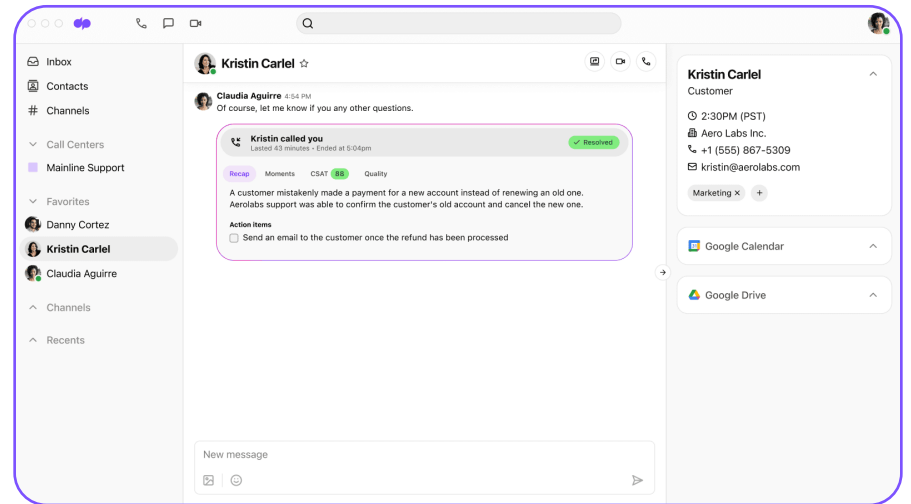 dp
Inbox
Contacts
# Channels
Call Centers
Mainline Support
Favorites
Danny Cortez
Kristin Carlel
Claudia Aguirre
Channels
Recents
Kristin Carlel
Claudia Aguirre 4:54 PM
Of course, let me know if you any other questions.
Kristin called you
Lasted 43 minutes • Ended at 5:04pm
Resolved
Recap Moments CSAT 88 Quality
A customer mistakenly made a payment for a new account instead of renewing an old one.
Aerolabs support was able to confirm the customer's old account and cancel the new one.
Action items
Send an email to the customer once the refund has been processed
New message
Kristin Carlel
Customer
2:30PM (PST)
Aero Labs Inc.
+1 (555) 867-5309
kristin@aerolabs.com
Marketing × +
Google Calendar
Google Drive